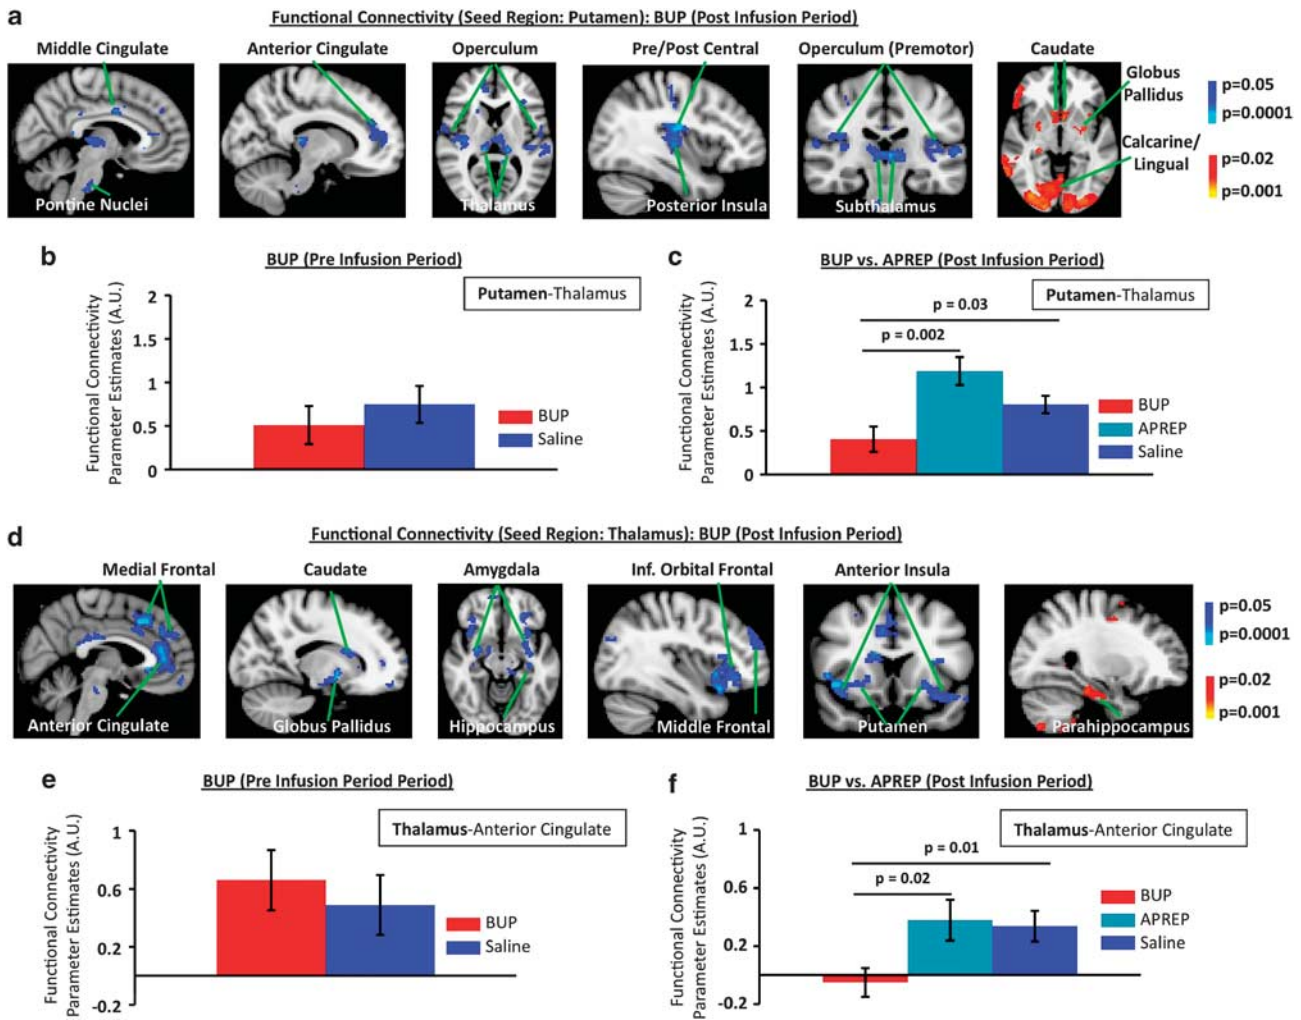 a
Functional Connectivity (Seed Region: Putamen): BUP (Post Infusion Period)
Middle Cingulate
Anterior Cingulate
Operculum
Pre/Post Central
Operculum (Premotor)
Caudate
Globus
Pallidus
Calcarine/
Lingual
p=0.05
p=0.0001
p=0.02
p=0.001
Pontine Nuclei
Thalamus
Posterior Insula
Subthalamus
b
BUP (Pre Infusion Period)
Putamen-Thalamus
Functional Connectivity
Parameter Estimates (A.U.)
2
1.5
1
0.5
0
BUP
Saline
c
BUP vs. APREP (Post Infusion Period)
Putamen-Thalamus
Functional Connectivity
Parameter Estimates (A.U.)
2
1.5
1
0.5
0
p = 0.03
p = 0.002
BUP
APREP
Saline
d
Functional Connectivity (Seed Region: Thalamus): BUP (Post Infusion Period)
Medial Frontal
Caudate
Amygdala
Inf. Orbital Frontal
Anterior Insula
p=0.05
p=0.0001
p=0.02
p=0.001
Anterior Cingulate
Globus Pallidus
Hippocampus
Middle Frontal
Putamen
Parahippocampus
e
BUP (Pre Infusion Period Period)
Thalamus-Anterior Cingulate
Functional Connectivity
Parameter Estimates (A.U.)
1
0.6
0.2
-0.2
BUP
Saline
f
BUP vs. APREP (Post Infusion Period)
Thalamus-Anterior Cingulate
Functional Connectivity
Parameter Estimates (A.U.)
1
0.6
0.2
-0.2
p = 0.01
p = 0.02
BUP
APREP
Saline